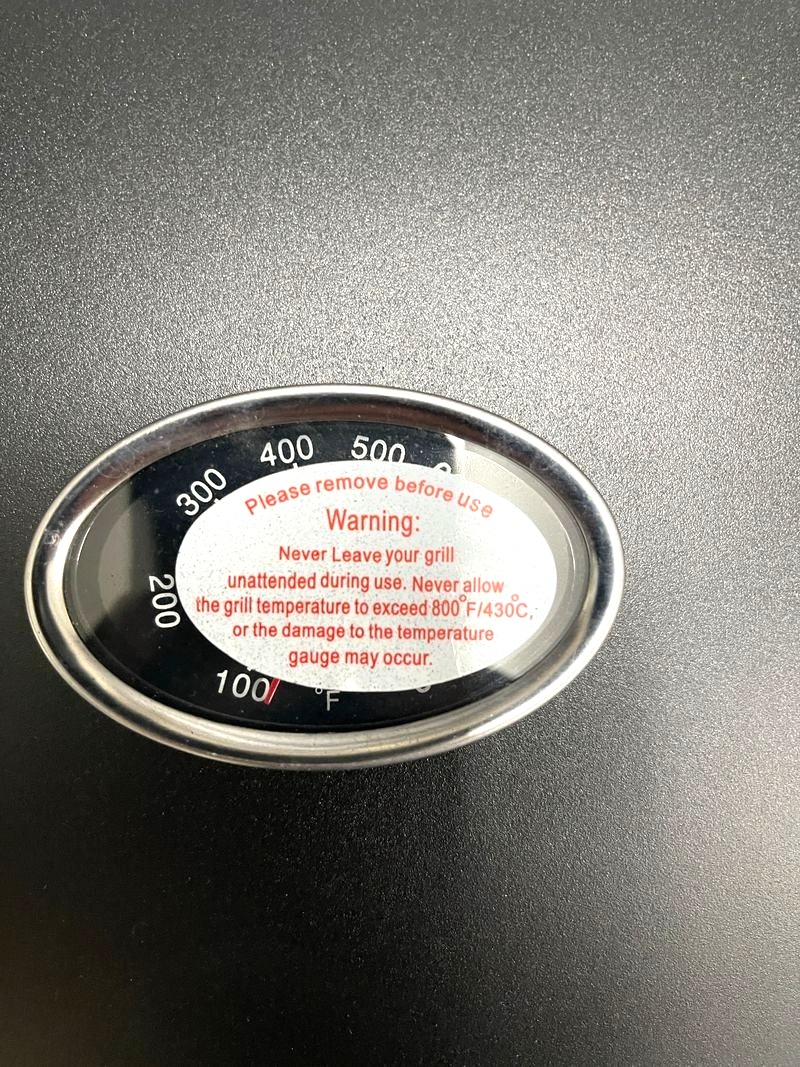 400 500
300
200
100
°F
Please remove before use
Warning:
Never Leave your grill
unattended during use. Never allow
the grill temperature to exceed 800°F/430°C,
or the damage to the temperature
gauge may occur.